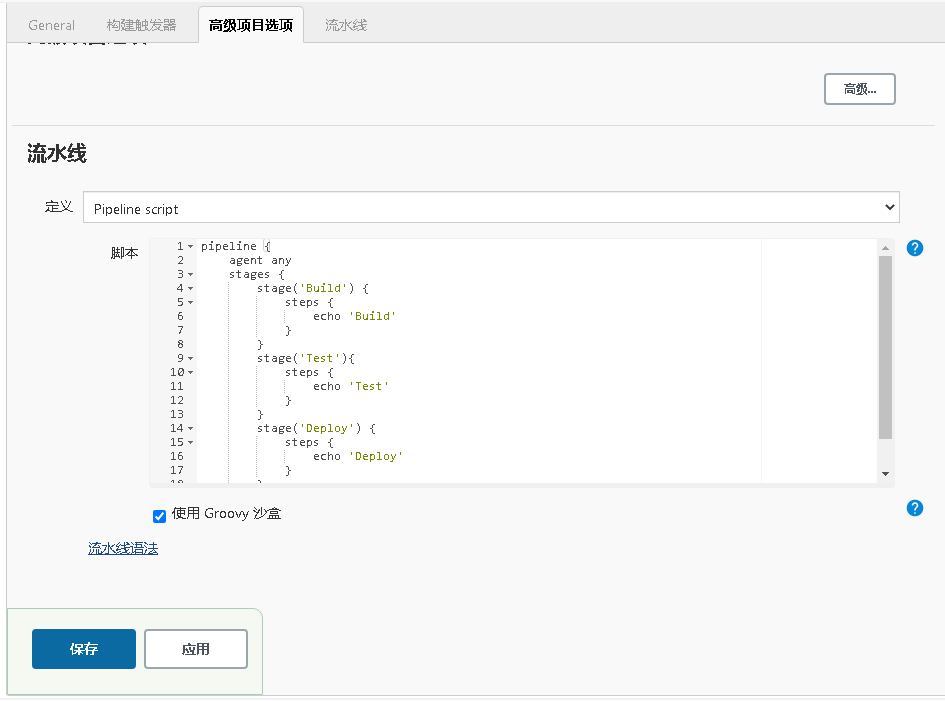 General 构建触发器 高级项目选项 流水线
高级...
流水线
定义 Pipeline script
脚本
1 pipeline {
2 agent any
3 stages {
4 stage('Build') {
5 steps {
6 echo 'Build'
7 }
8 }
9 stage('Test'){
10 steps {
11 echo 'Test'
12 }
13 }
14 stage('Deploy') {
15 steps {
16 echo 'Deploy'
17 }
使用 Groovy 沙盒
流水线语法
保存 应用